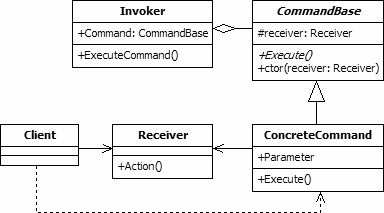 Invoker
+Command: CommandBase
+ExecuteCommand()
CommandBase
#receiver: Receiver
+Execute()
+ctor(receiver: Receiver)
Client
Receiver
+Action()
ConcreteCommand
+Parameter
+Execute()